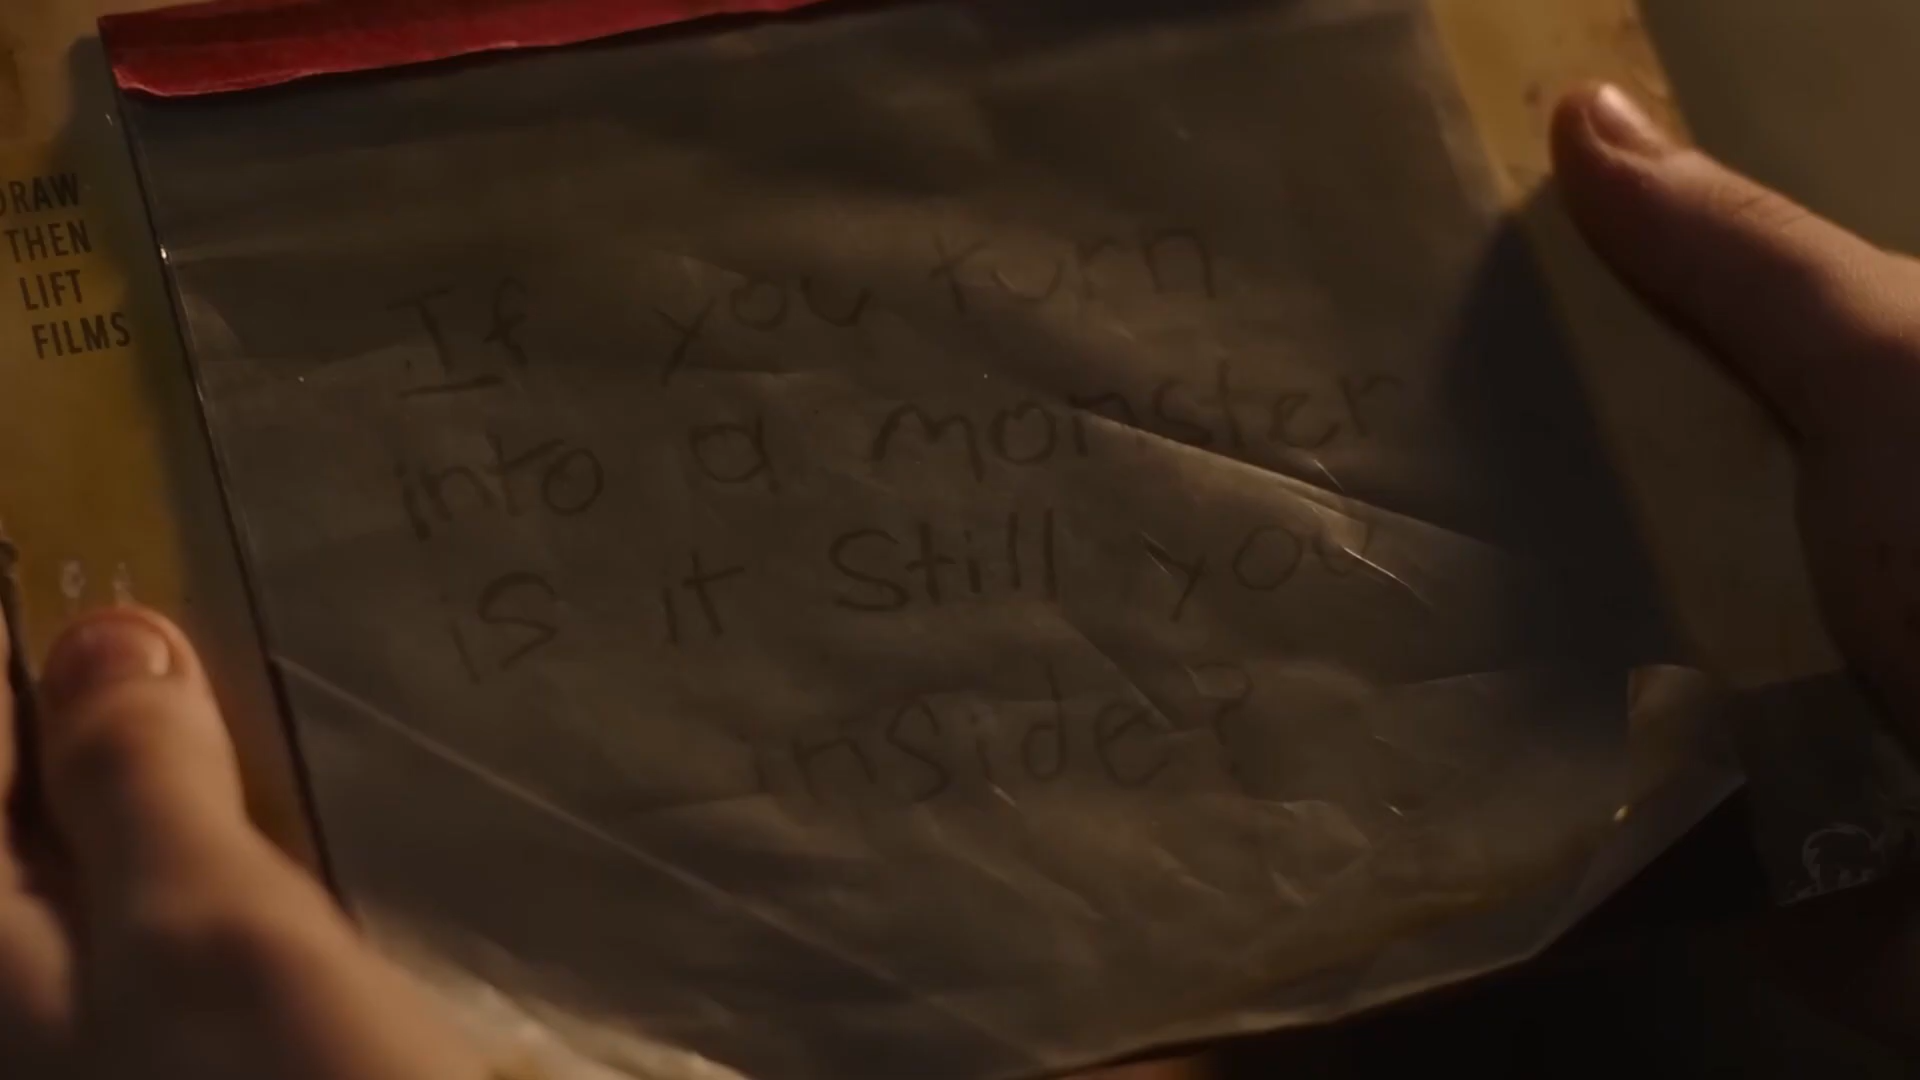 DRAW
THEN
LIFT
FILMS
If you turn
into a monster
is it Still you
inside?